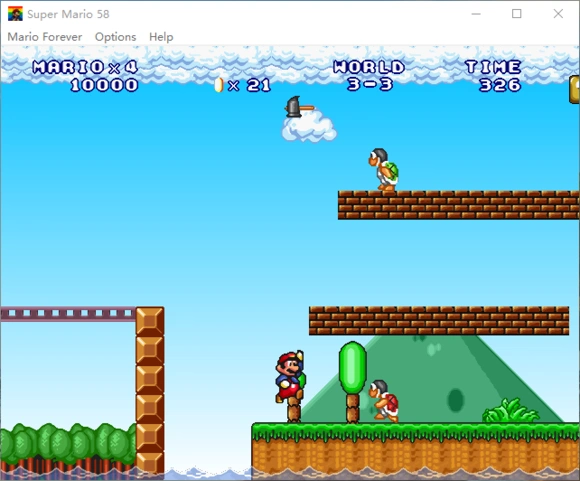 Super Mario 58
Mario Forever Options Help
MARIO × 4 WORLD TIME
10000 × 21 3-3 326